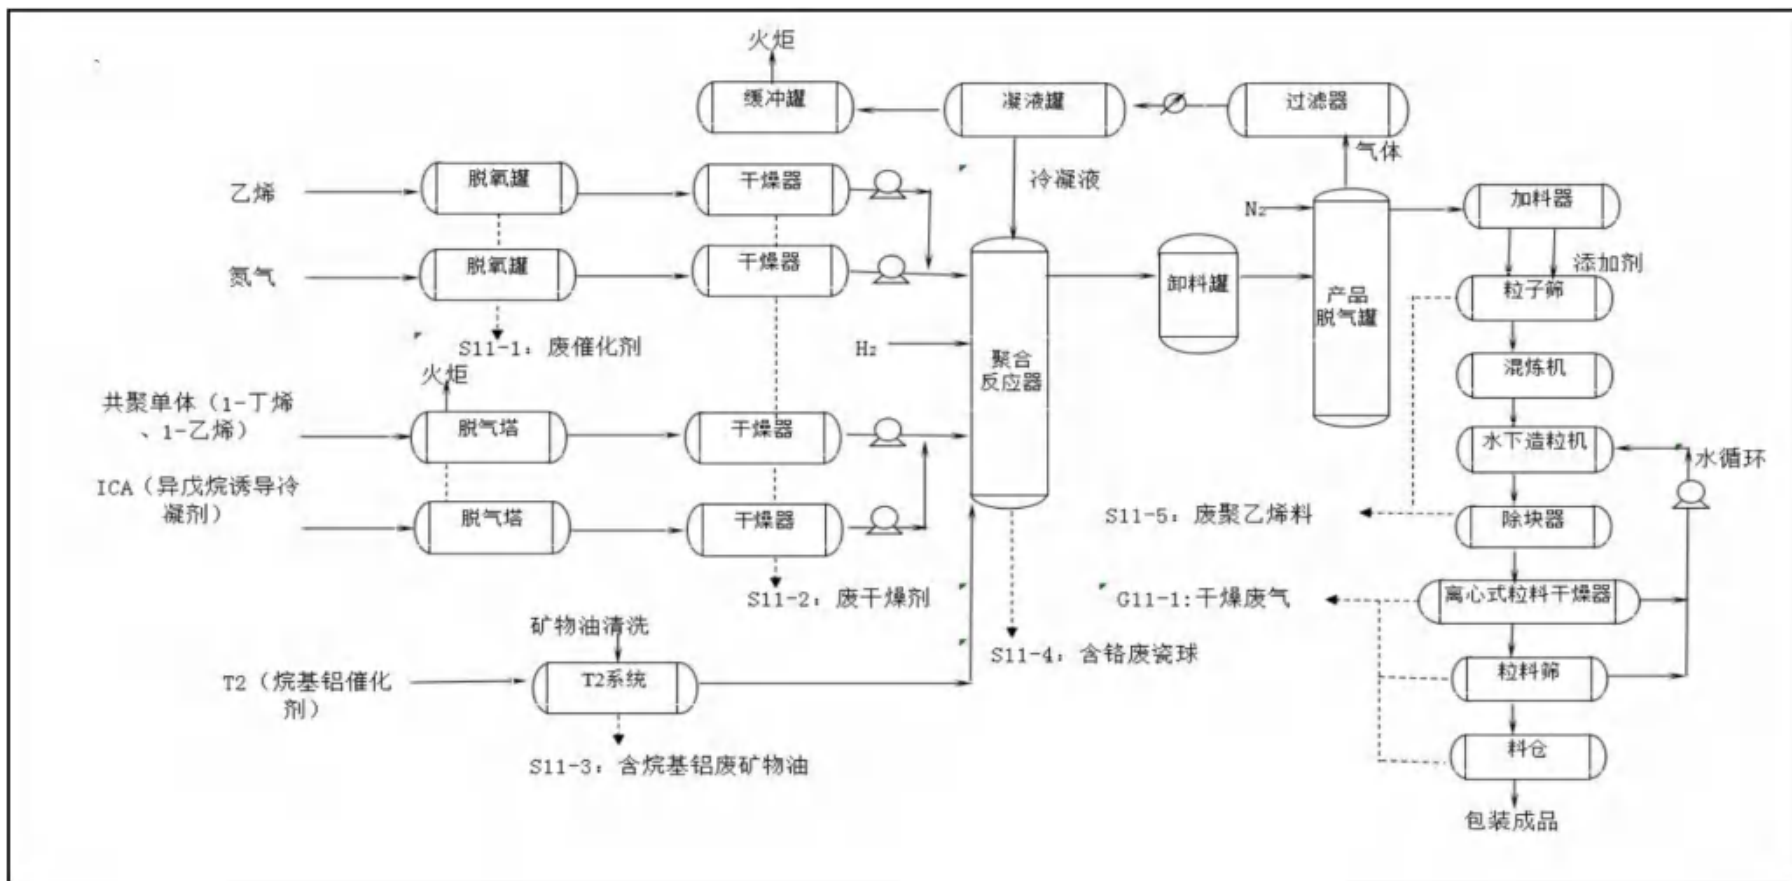 火炬
缓冲罐
凝液罐
过滤器
气体
冷凝液
乙烯
脱氧罐
干燥器
N₂
加料器
添加剂
氮气
脱氧罐
干燥器
卸料罐
产品
脱气罐
粒子筛
S11-1：废催化剂
H₂
聚合
反应器
混炼机
火炬
共聚单体（1-丁烯
、1-乙烯）
脱气塔
干燥器
水下造粒机
水循环
ICA（异戊烷诱导冷
凝剂）
脱气塔
干燥器
S11-5：废聚乙烯料
除块器
S11-2：废干燥剂
G11-1:干燥废气
离心式粒料干燥器
矿物油清洗
S11-4：含铬废瓷球
T2（烷基铝催化
剂）
T2系统
粒料筛
S11-3：含烷基铝废矿物油
料仓
包装成品